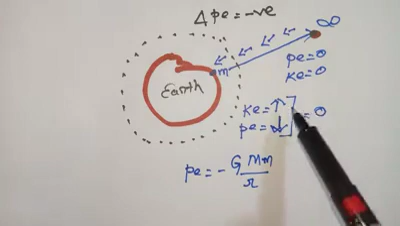 Δpe = -ve
∞
m
pe = 0
ke = 0
Earth
ke = ↑
pe = ↓ ] = 0
pe = - G Mm / r